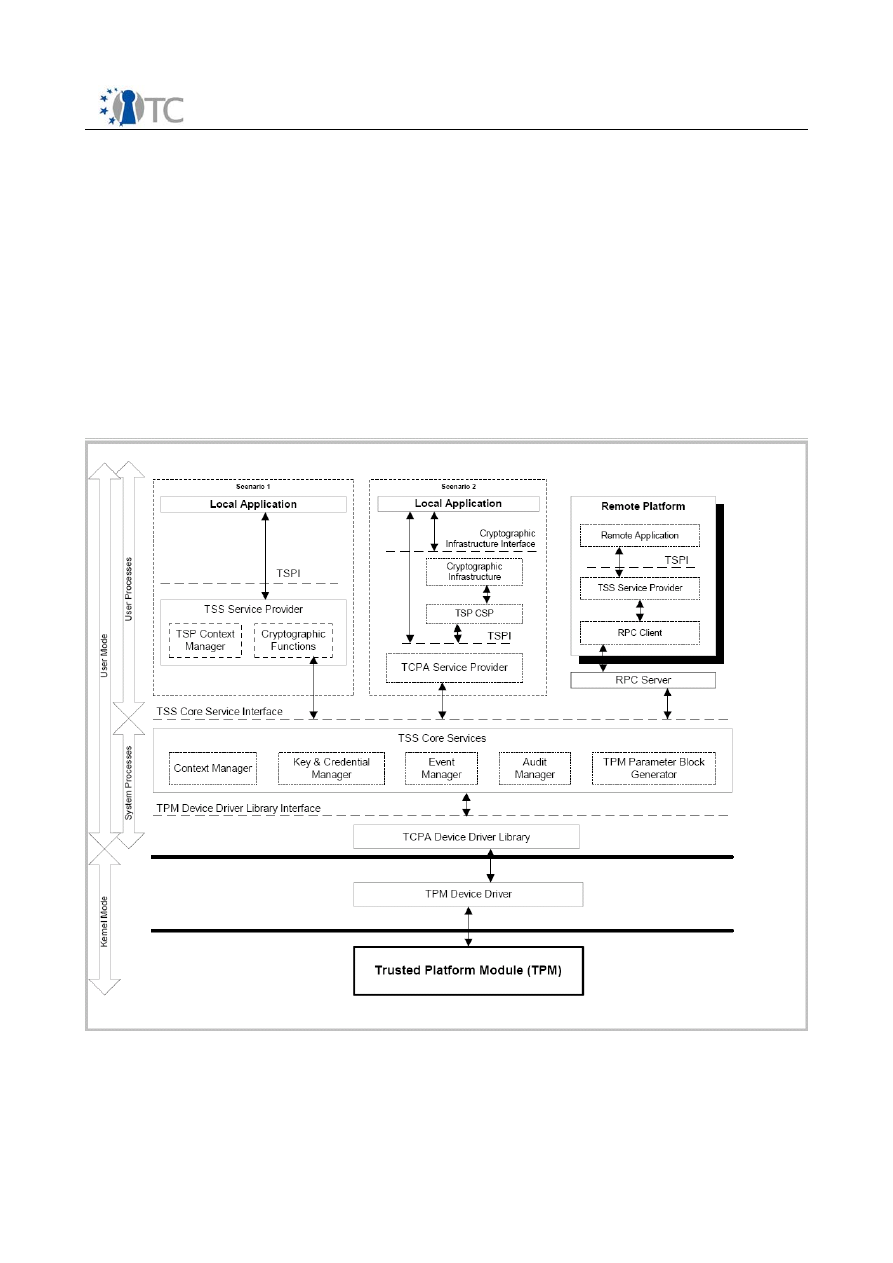 TC
Scenario 1
Local Application
TSPI
TSS Service Provider
TSP Context
Manager
Cryptographic
Functions
Scenario 2
Local Application
Cryptographic
Infrastructure Interface
Cryptographic
Infrastructure
TSP CSP
TSPI
TCPA Service Provider
Remote Platform
Remote Application
TSPI
TSS Service Provider
RPC Client
RPC Server
User Mode
User Processes
TSS Core Service Interface
System Processes
TSS Core Services
Context Manager
Key & Credential
Manager
Event
Manager
Audit
Manager
TPM Parameter Block
Generator
TPM Device Driver Library Interface
TCPA Device Driver Library
Kernel Mode
TPM Device Driver
Trusted Platform Module (TPM)